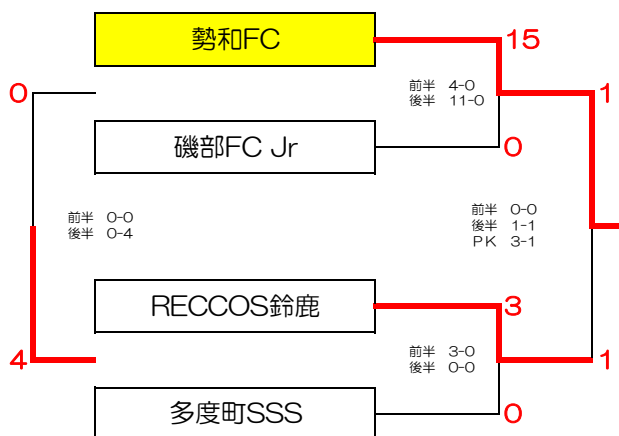 勢和FC
15
前半 4-0
後半 11-0
0
1
磯部FC Jr
0
前半 0-0
後半 0-4
前半 0-0
後半 1-1
PK 3-1
RECCOS鈴鹿
3
前半 3-0
後半 0-0
4
1
多度町SSS
0